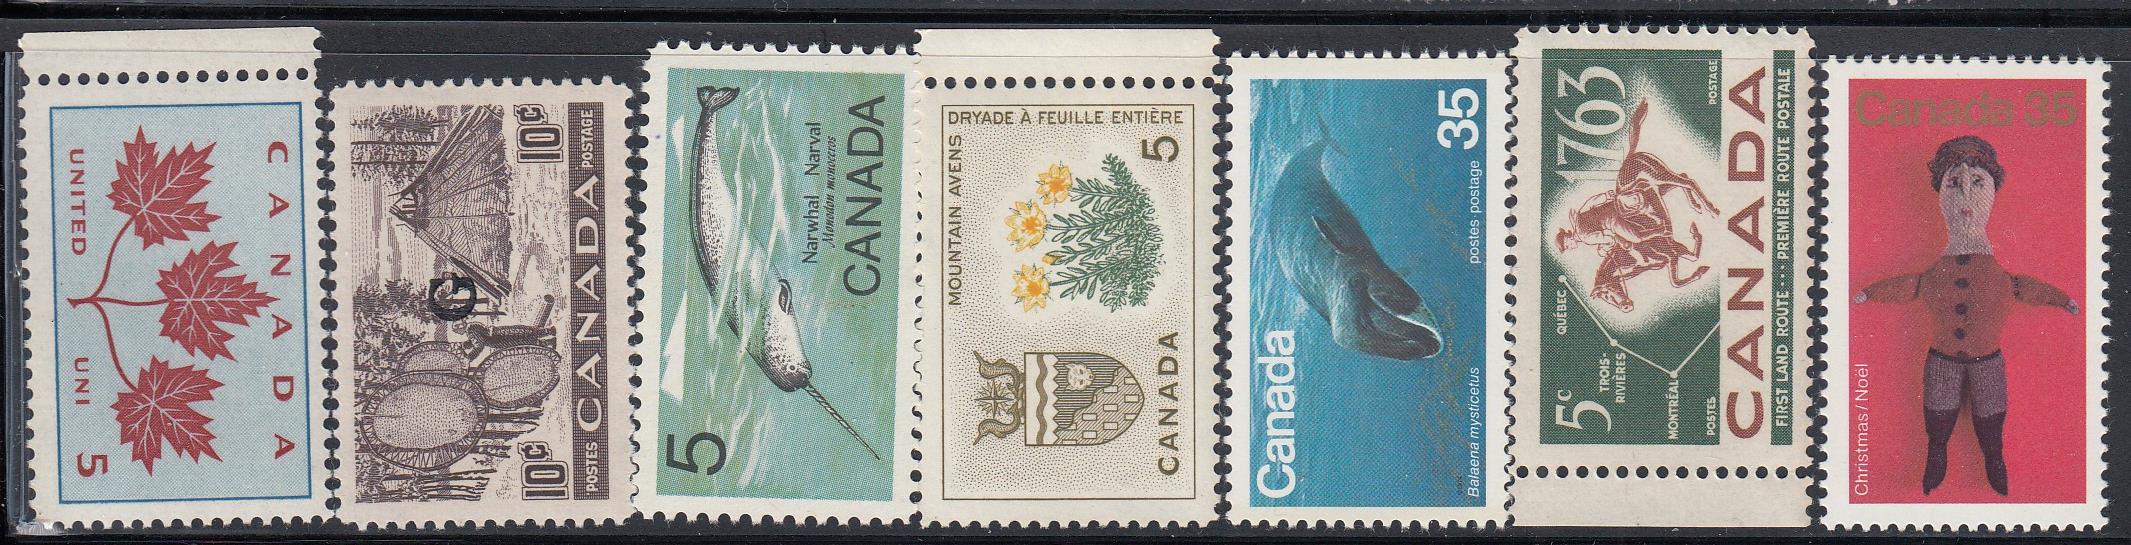 CANADA
UNITED
UNI
5
10¢
POSTAGE
CANADA
POSTES
10¢
G
5
Narwhal Narval
Monodon monoceros
CANADA
DRYADE À FEUILLE ENTIÈRE
MOUNTAIN AVENS
5
CANADA
35
postes postage
Canada
Balaena mysticetus
1763
POSTAGE
QUÉBEC
TROIS-
RIVIÈRES
MONTRÉAL
5c
POSTES
CANADA
FIRST LAND ROUTE · · · PREMIÈRE ROUTE POSTALE
Canada 35
Christmas / Noël